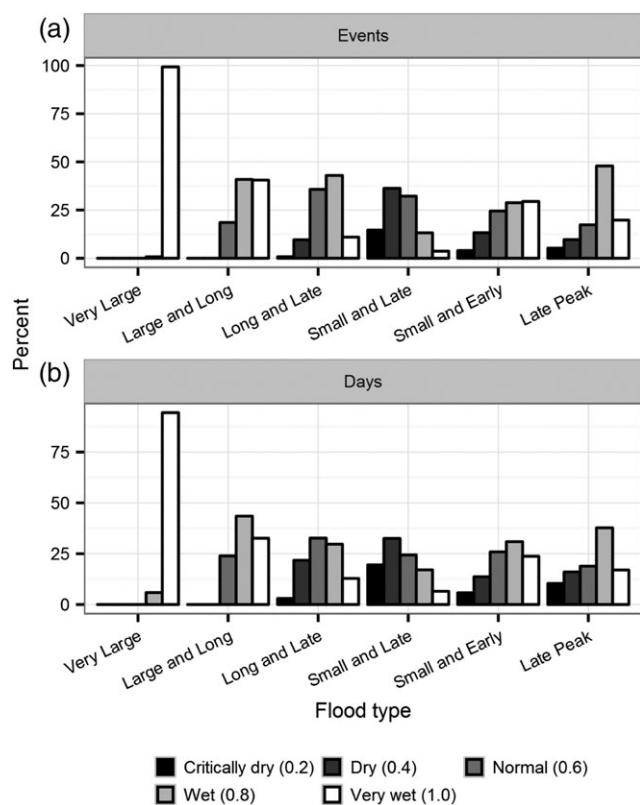 (a)
Events
100
75
50
25
0
Very Large
Large and Long
Long and Late
Small and Late
Small and Early
Late Peak
Percent
(b)
Days
75
50
25
0
Very Large
Large and Long
Long and Late
Small and Late
Small and Early
Late Peak
Flood type
Critically dry (0.2) Dry (0.4) Normal (0.6)
Wet (0.8) Very wet (1.0)